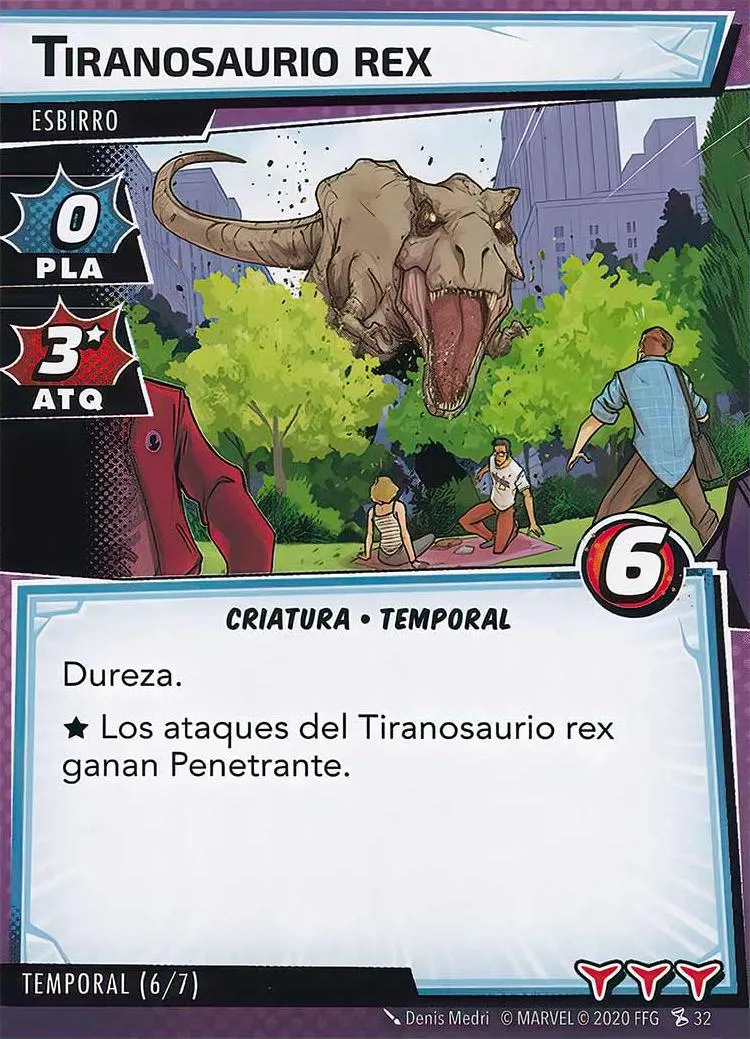 TIRANOSAURIO REX
ESBIRRO
0
PLA
3★
ATQ
6
CRIATURA • TEMPORAL
Dureza.
★ Los ataques del Tiranosaurio rex
ganan Penetrante.
TEMPORAL (6/7)
Denis Medri © MARVEL © 2020 FFG 32